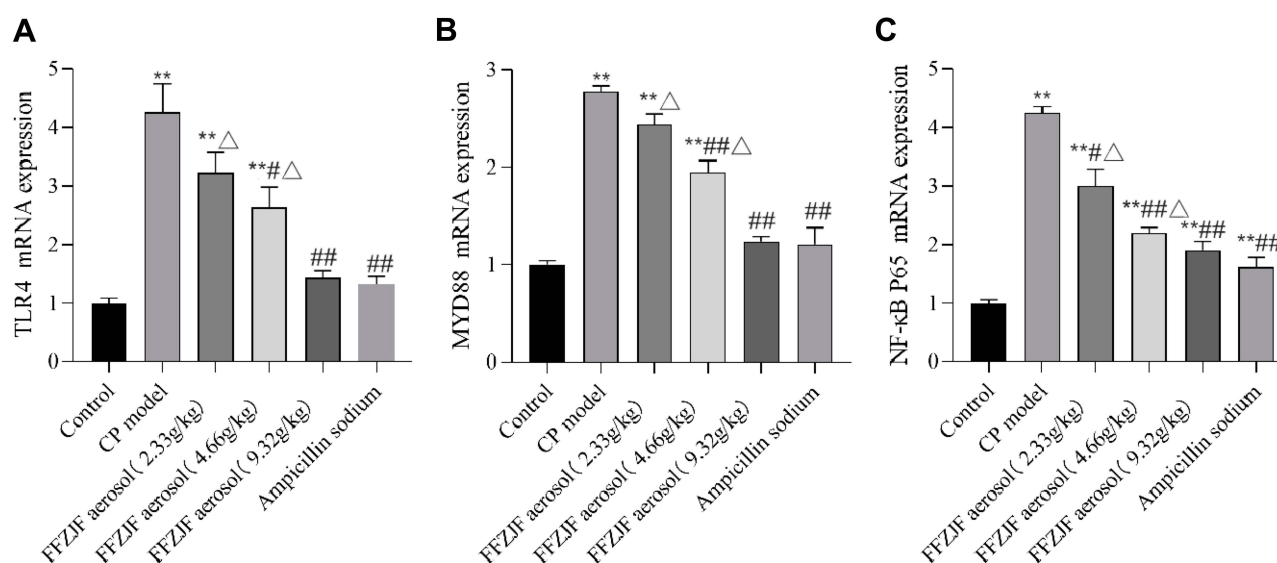 A
TLR4 mRNA expression
5
4
3
2
1
0
**
**△
**#△
##
##
Control
CP model
FFZJF aerosol( 2.33g/kg)
FFZJF aerosol( 4.66g/kg)
FFZJF aerosol( 9.32g/kg)
Ampicillin sodium
B
MYD88 mRNA expression
3
2
1
0
**
**△
**##△
##
##
Control
CP model
FFZJF aerosol( 2.33g/kg)
FFZJF aerosol( 4.66g/kg)
FFZJF aerosol( 9.32g/kg)
Ampicillin sodium
C
NF-κB P65 mRNA expression
5
4
3
2
1
0
**
**#△
**##△
**##
**##
Control
CP model
FFZJF aerosol( 2.33g/kg)
FFZJF aerosol( 4.66g/kg)
FFZJF aerosol( 9.32g/kg)
Ampicillin sodium